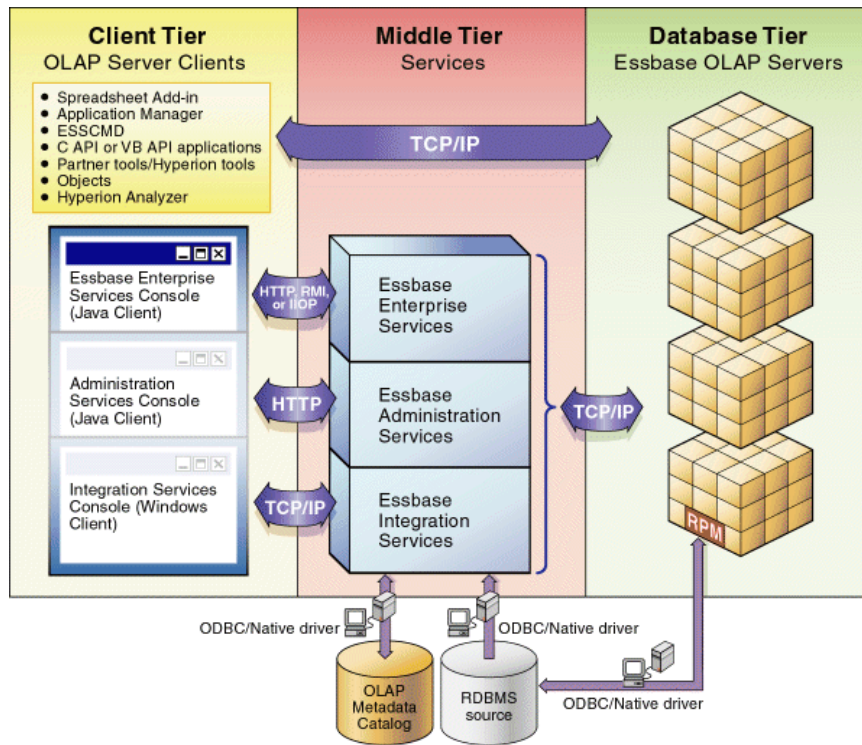 Client Tier
OLAP Server Clients
Middle Tier
Services
Database Tier
Essbase OLAP Servers
Spreadsheet Add-in
Application Manager
ESSCMD
C API or VB API applications
Partner tools/Hyperion tools
Objects
Hyperion Analyzer
TCP/IP
Essbase Enterprise
Services Console
(Java Client)
HTTP, RMI,
or IIOP
Essbase
Enterprise
Services
Administration
Services Console
(Java Client)
HTTP
Essbase
Administration
Services
TCP/IP
Integration Services
Console (Windows
Client)
TCP/IP
Essbase
Integration
Services
RPM
ODBC/Native driver
ODBC/Native driver
OLAP
Metadata
Catalog
RDBMS
source
ODBC/Native driver